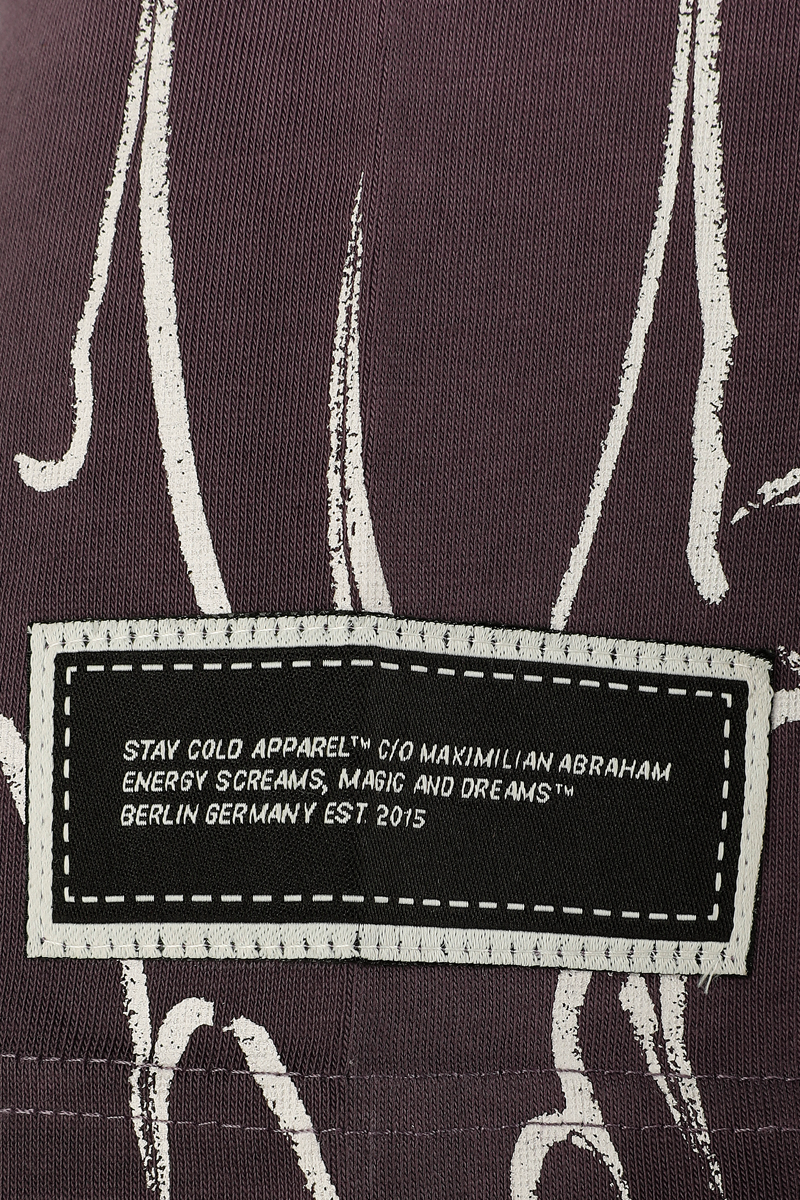 STAY COLD APPAREL™ C/O MAXIMILIAN ABRAHAM
ENERGY SCREAMS, MAGIC AND DREAMS™
BERLIN GERMANY EST. 2015